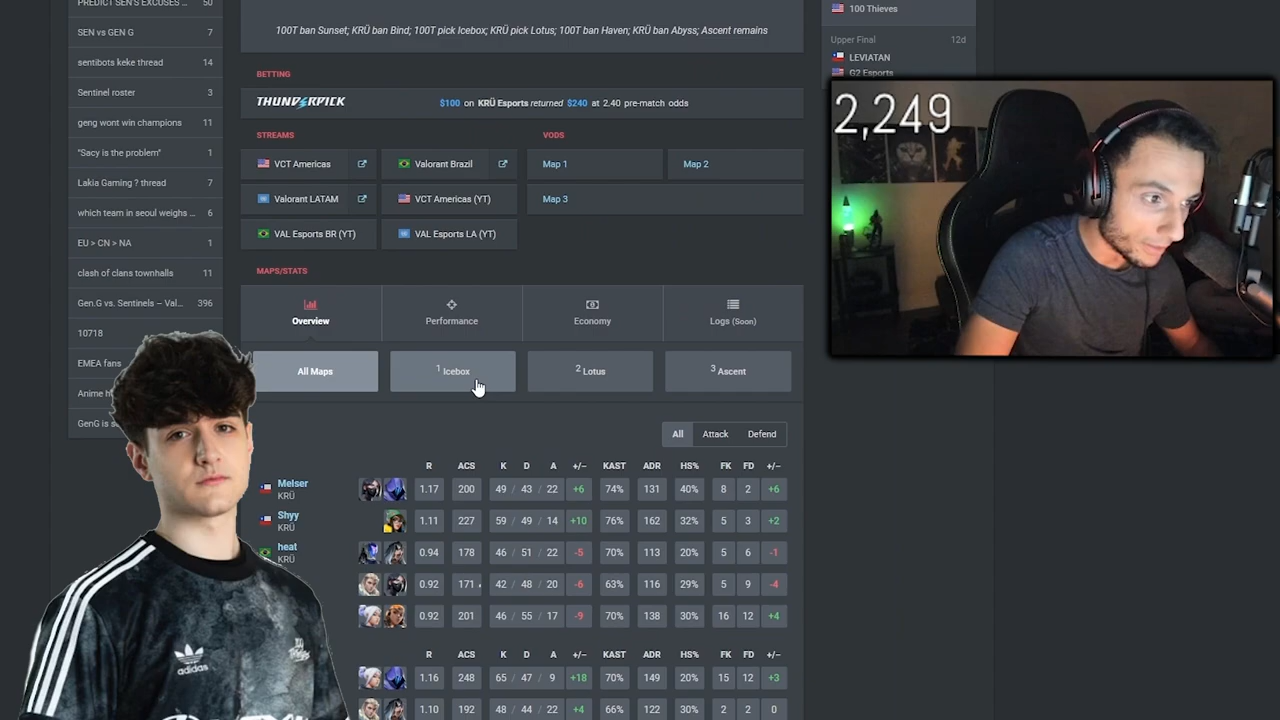 PREDICT SEN'S EXCUSES ... 50
SEN vs GEN G 7
sentibots keke thread 14
Sentinel roster 3
geng wont win champions 11
"Sacy is the problem" 1
Lakia Gaming ? thread 7
which team in seoul weighs ... 6
EU > CN > NA 1
clash of clans townhalls 11
Gen.G vs. Sentinels – Val... 396
10718
EMEA fans
Anime
GenG is
100T ban Sunset; KRÜ ban Bind; 100T pick Icebox; KRÜ pick Lotus; 100T ban Haven; KRÜ ban Abyss; Ascent remains
BETTING
THUNDERPICK
$100 on KRÜ Esports returned $240 at 2.40 pre-match odds
STREAMS
VODS
VCT Americas
Valorant Brazil
Map 1
Map 2
Valorant LATAM
VCT Americas (YT)
Map 3
VAL Esports BR (YT)
VAL Esports LA (YT)
MAPS/STATS
Overview
Performance
Economy
Logs (Soon)
All Maps
1 Icebox
2 Lotus
3 Ascent
All Attack Defend
R ACS K D A +/– KAST ADR HS% FK FD +/–
Melser KRÜ 1.17 200 49 / 43 / 22 +6 74% 131 40% 8 2 +6
Shyy KRÜ 1.11 227 59 / 49 / 14 +10 76% 162 32% 5 3 +2
heat KRÜ 0.94 178 46 / 51 / 22 -5 70% 113 20% 5 6 -1
0.92 171 42 / 48 / 20 -6 63% 116 29% 5 9 -4
0.92 201 46 / 55 / 17 -9 70% 138 30% 16 12 +4
R ACS K D A +/– KAST ADR HS% FK FD +/–
1.16 248 65 / 47 / 9 +18 70% 149 20% 15 12 +3
1.10 192 48 / 44 / 22 +4 66% 122 30% 2 2 0
100 Thieves
Upper Final 12d
LEVIATAN
G2 Esports
2,249
adidas